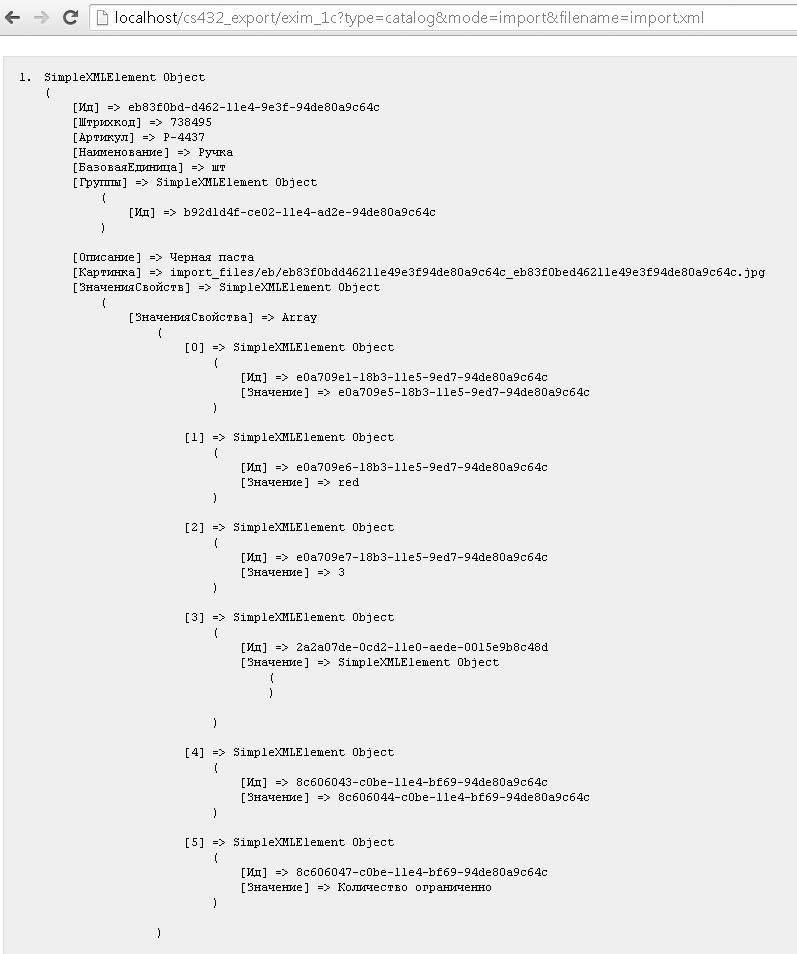 localhost/cs432_export/exim_1c?type=catalog&mode=import&filename=import.xml
1. SimpleXMLElement Object
(
[Ид] => eb83f0bd-d462-11e4-9e3f-94de80a9c64c
[Штрихкод] => 738495
[Артикул] => Р-4437
[Наименование] => Ручка
[БазоваяЕдиница] => шт
[Группы] => SimpleXMLElement Object
(
[Ид] => b92d1d4f-ce02-11e4-ad2e-94de80a9c64c
)
[Описание] => Черная паста
[Картинка] => import_files/eb/eb83f0bdd46211e49e3f94de80a9c64c_eb83f0bed46211e49e3f94de80a9c64c.jpg
[ЗначенияСвойств] => SimpleXMLElement Object
(
[ЗначенияСвойства] => Array
(
[0] => SimpleXMLElement Object
(
[Ид] => e0a709e1-18b3-11e5-9ed7-94de80a9c64c
[Значение] => e0a709e5-18b3-11e5-9ed7-94de80a9c64c
)
[1] => SimpleXMLElement Object
(
[Ид] => e0a709e6-18b3-11e5-9ed7-94de80a9c64c
[Значение] => red
)
[2] => SimpleXMLElement Object
(
[Ид] => e0a709e7-18b3-11e5-9ed7-94de80a9c64c
[Значение] => 3
)
[3] => SimpleXMLElement Object
(
[Ид] => 2a2a07de-0cd2-11e0-aede-0015e9b8c48d
[Значение] => SimpleXMLElement Object
(
)
)
[4] => SimpleXMLElement Object
(
[Ид] => 8c606043-c0be-11e4-bf69-94de80a9c64c
[Значение] => 8c606044-c0be-11e4-bf69-94de80a9c64c
)
[5] => SimpleXMLElement Object
(
[Ид] => 8c606047-c0be-11e4-bf69-94de80a9c64c
[Значение] => Количество ограниченно
)
)